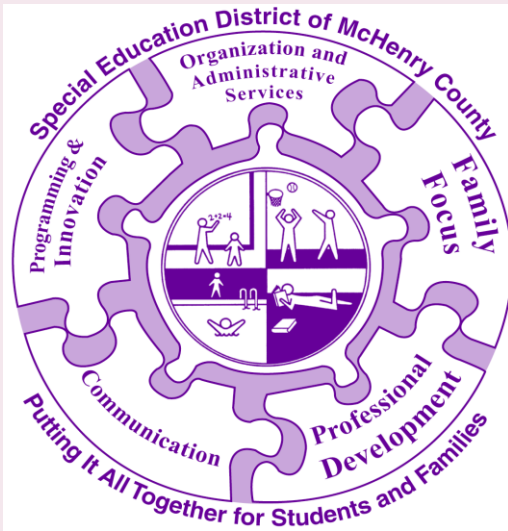 Special Education District of McHenry County
Organization and
Administrative
Services
Programming &
Innovation
Family
Focus
2+2=4
Communication
Professional
Development
Putting It All Together for Students and Families